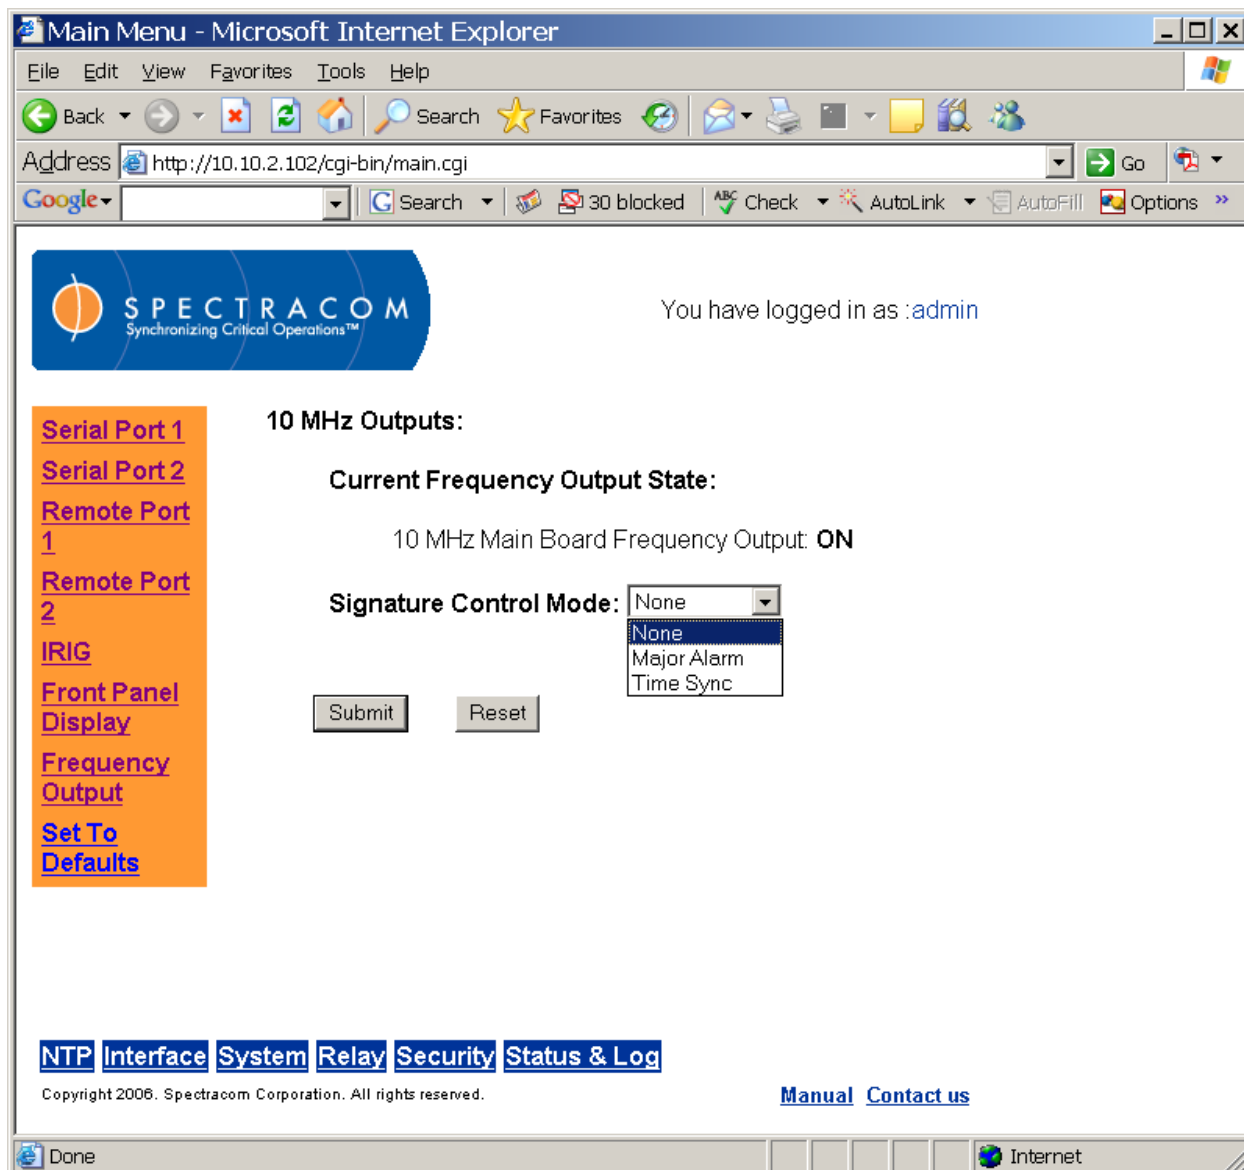 Main Menu - Microsoft Internet Explorer
File Edit View Favorites Tools Help
Back Search Favorites
Address http://10.10.2.102/cgi-bin/main.cgi Go
Google G Search 30 blocked ABC Check AutoLink AutoFill Options »
SPECTRACOM
Synchronizing Critical Operations™
You have logged in as :admin
Serial Port 1
Serial Port 2
Remote Port
1
Remote Port
2
IRIG
Front Panel
Display
Frequency
Output
Set To
Defaults
10 MHz Outputs:
Current Frequency Output State:
10 MHz Main Board Frequency Output: ON
Signature Control Mode: None
None
Major Alarm
Time Sync
Submit Reset
NTP Interface System Relay Security Status & Log
Copyright 2006. Spectracom Corporation. All rights reserved.
Manual Contact us
Done Internet